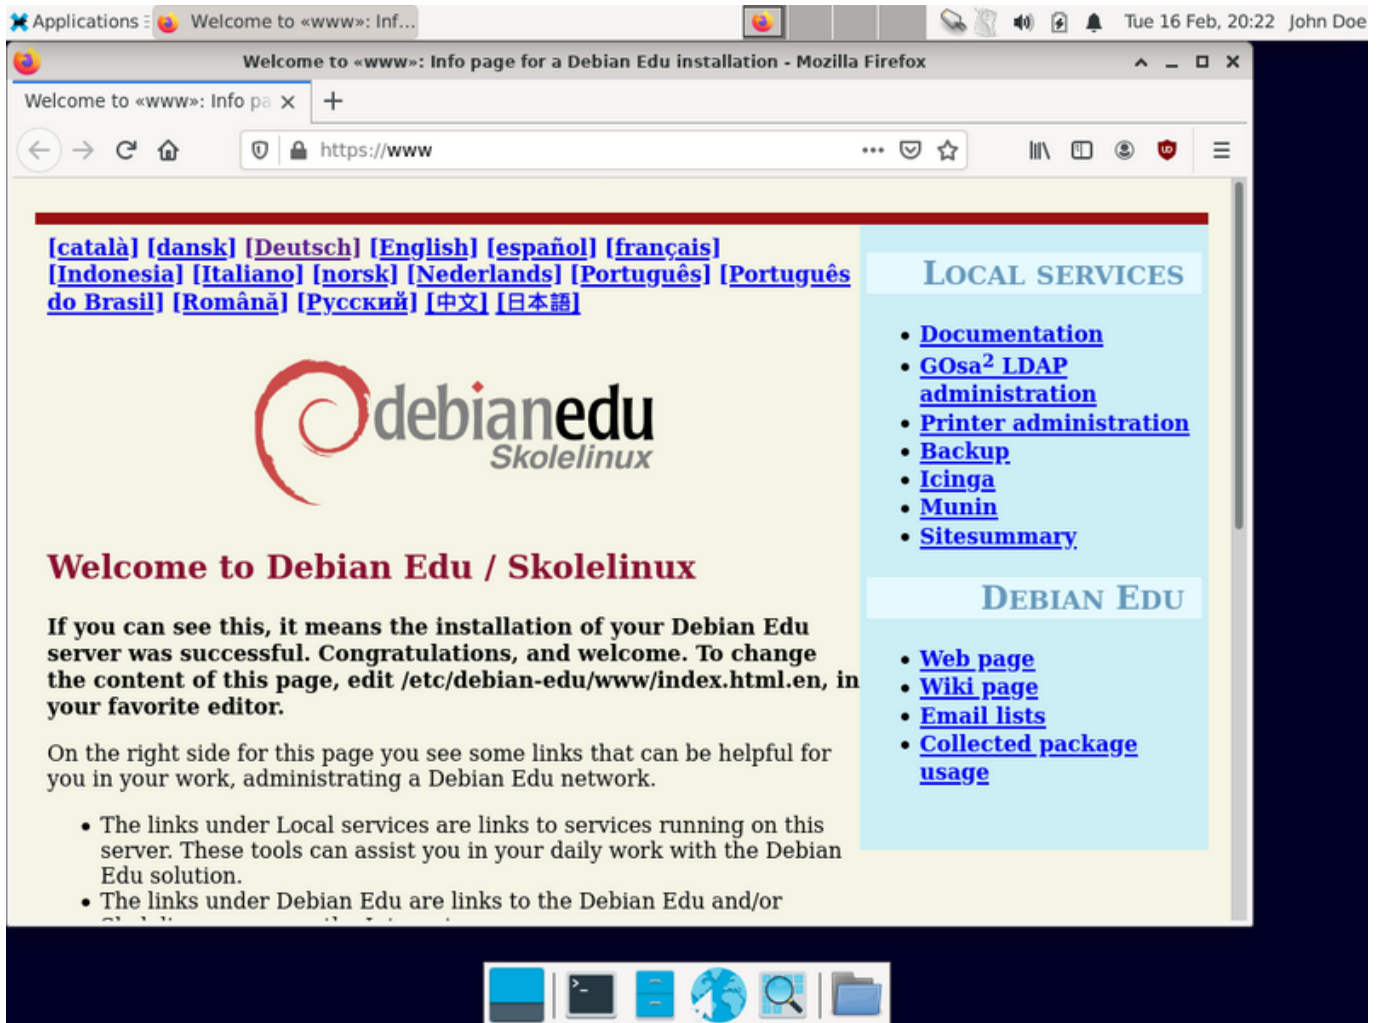 Applications
Welcome to «www»: Inf...
Tue 16 Feb, 20:22
John Doe
Welcome to «www»: Info page for a Debian Edu installation - Mozilla Firefox
Welcome to «www»: Info pa
https://www
[català] [dansk] [Deutsch] [English] [español] [français]
[Indonesia] [Italiano] [norsk] [Nederlands] [Português] [Português
do Brasil] [Română] [Русский] [中文] [日本語]
debianedu
Skolelinux
Welcome to Debian Edu / Skolelinux
If you can see this, it means the installation of your Debian Edu
server was successful. Congratulations, and welcome. To change
the content of this page, edit /etc/debian-edu/www/index.html.en, in
your favorite editor.
On the right side for this page you see some links that can be helpful for
you in your work, administrating a Debian Edu network.
• The links under Local services are links to services running on this
server. These tools can assist you in your daily work with the Debian
Edu solution.
• The links under Debian Edu are links to the Debian Edu and/or
Local services
• Documentation
• GOsa² LDAP
administration
• Printer administration
• Backup
• Icinga
• Munin
• Sitesummary
Debian Edu
• Web page
• Wiki page
• Email lists
• Collected package
usage